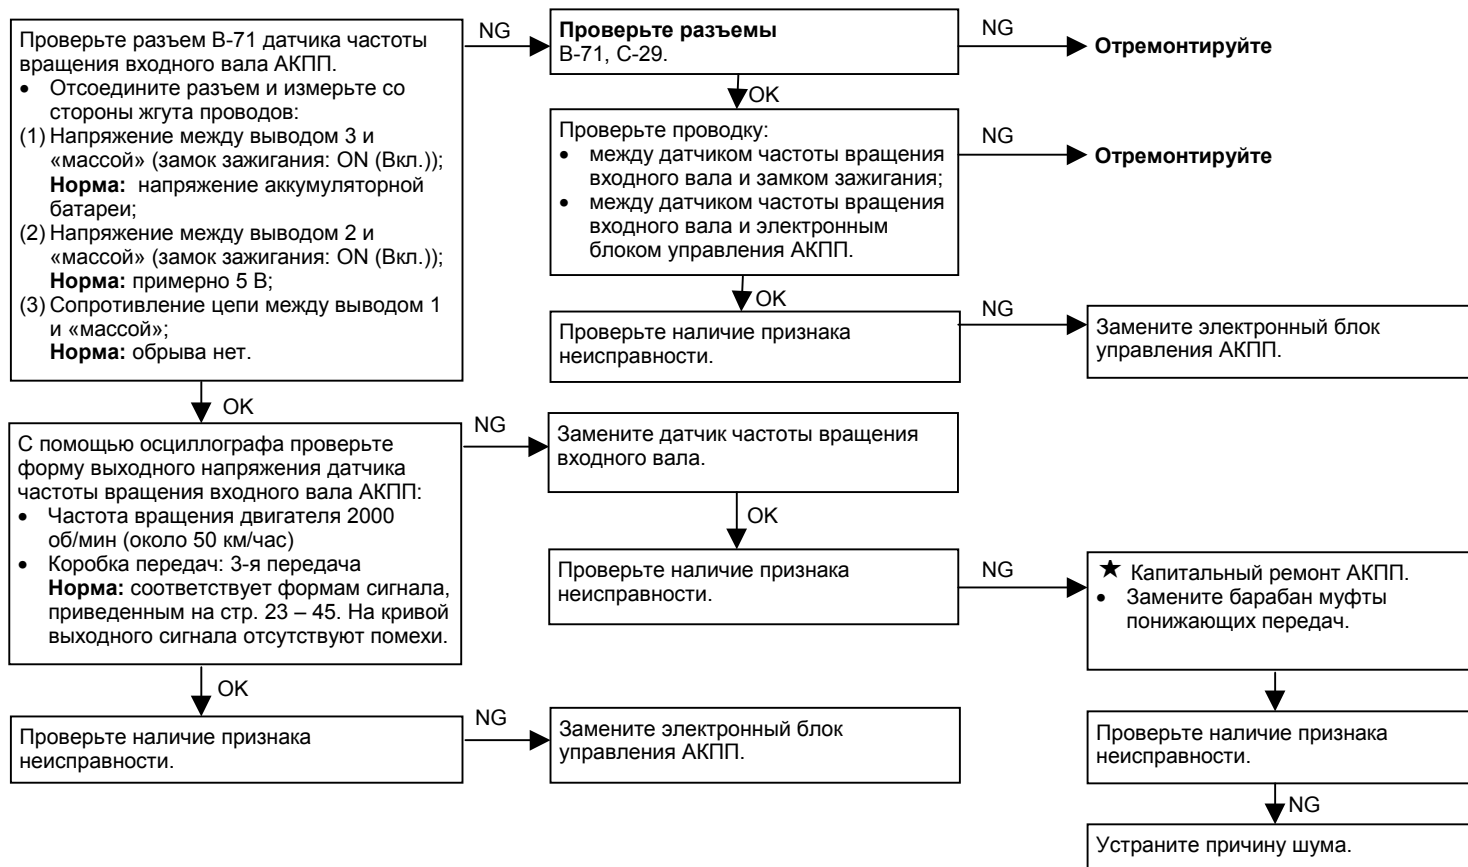 Проверьте разъем В-71 датчика частоты
вращения входного вала АКПП.
• Отсоедините разъем и измерьте со
стороны жгута проводов:
(1) Напряжение между выводом 3 и
«массой» (замок зажигания: ON (Вкл.));
Норма: напряжение аккумуляторной
батареи;
(2) Напряжение между выводом 2 и
«массой» (замок зажигания: ON (Вкл.));
Норма: примерно 5 В;
(3) Сопротивление цепи между выводом 1
и «массой»;
Норма: обрыва нет.
NG
Проверьте разъемы
В-71, С-29.
NG
Отремонтируйте
OK
Проверьте проводку:
• между датчиком частоты вращения
входного вала и замком зажигания;
• между датчиком частоты вращения
входного вала и электронным
блоком управления АКПП.
NG
Отремонтируйте
OK
Проверьте наличие признака
неисправности.
NG
Замените электронный блок
управления АКПП.
OK
С помощью осциллографа проверьте
форму выходного напряжения датчика
частоты вращения входного вала АКПП:
• Частота вращения двигателя 2000
об/мин (около 50 км/час)
• Коробка передач: 3-я передача
Норма: соответствует формам сигнала,
приведенным на стр. 23 – 45. На кривой
выходного сигнала отсутствуют помехи.
NG
Замените датчик частоты вращения
входного вала.
OK
Проверьте наличие признака
неисправности.
NG
★ Капитальный ремонт АКПП.
• Замените барабан муфты
понижающих передач.
OK
Проверьте наличие признака
неисправности.
NG
Замените электронный блок
управления АКПП.
Проверьте наличие признака
неисправности.
NG
Устраните причину шума.